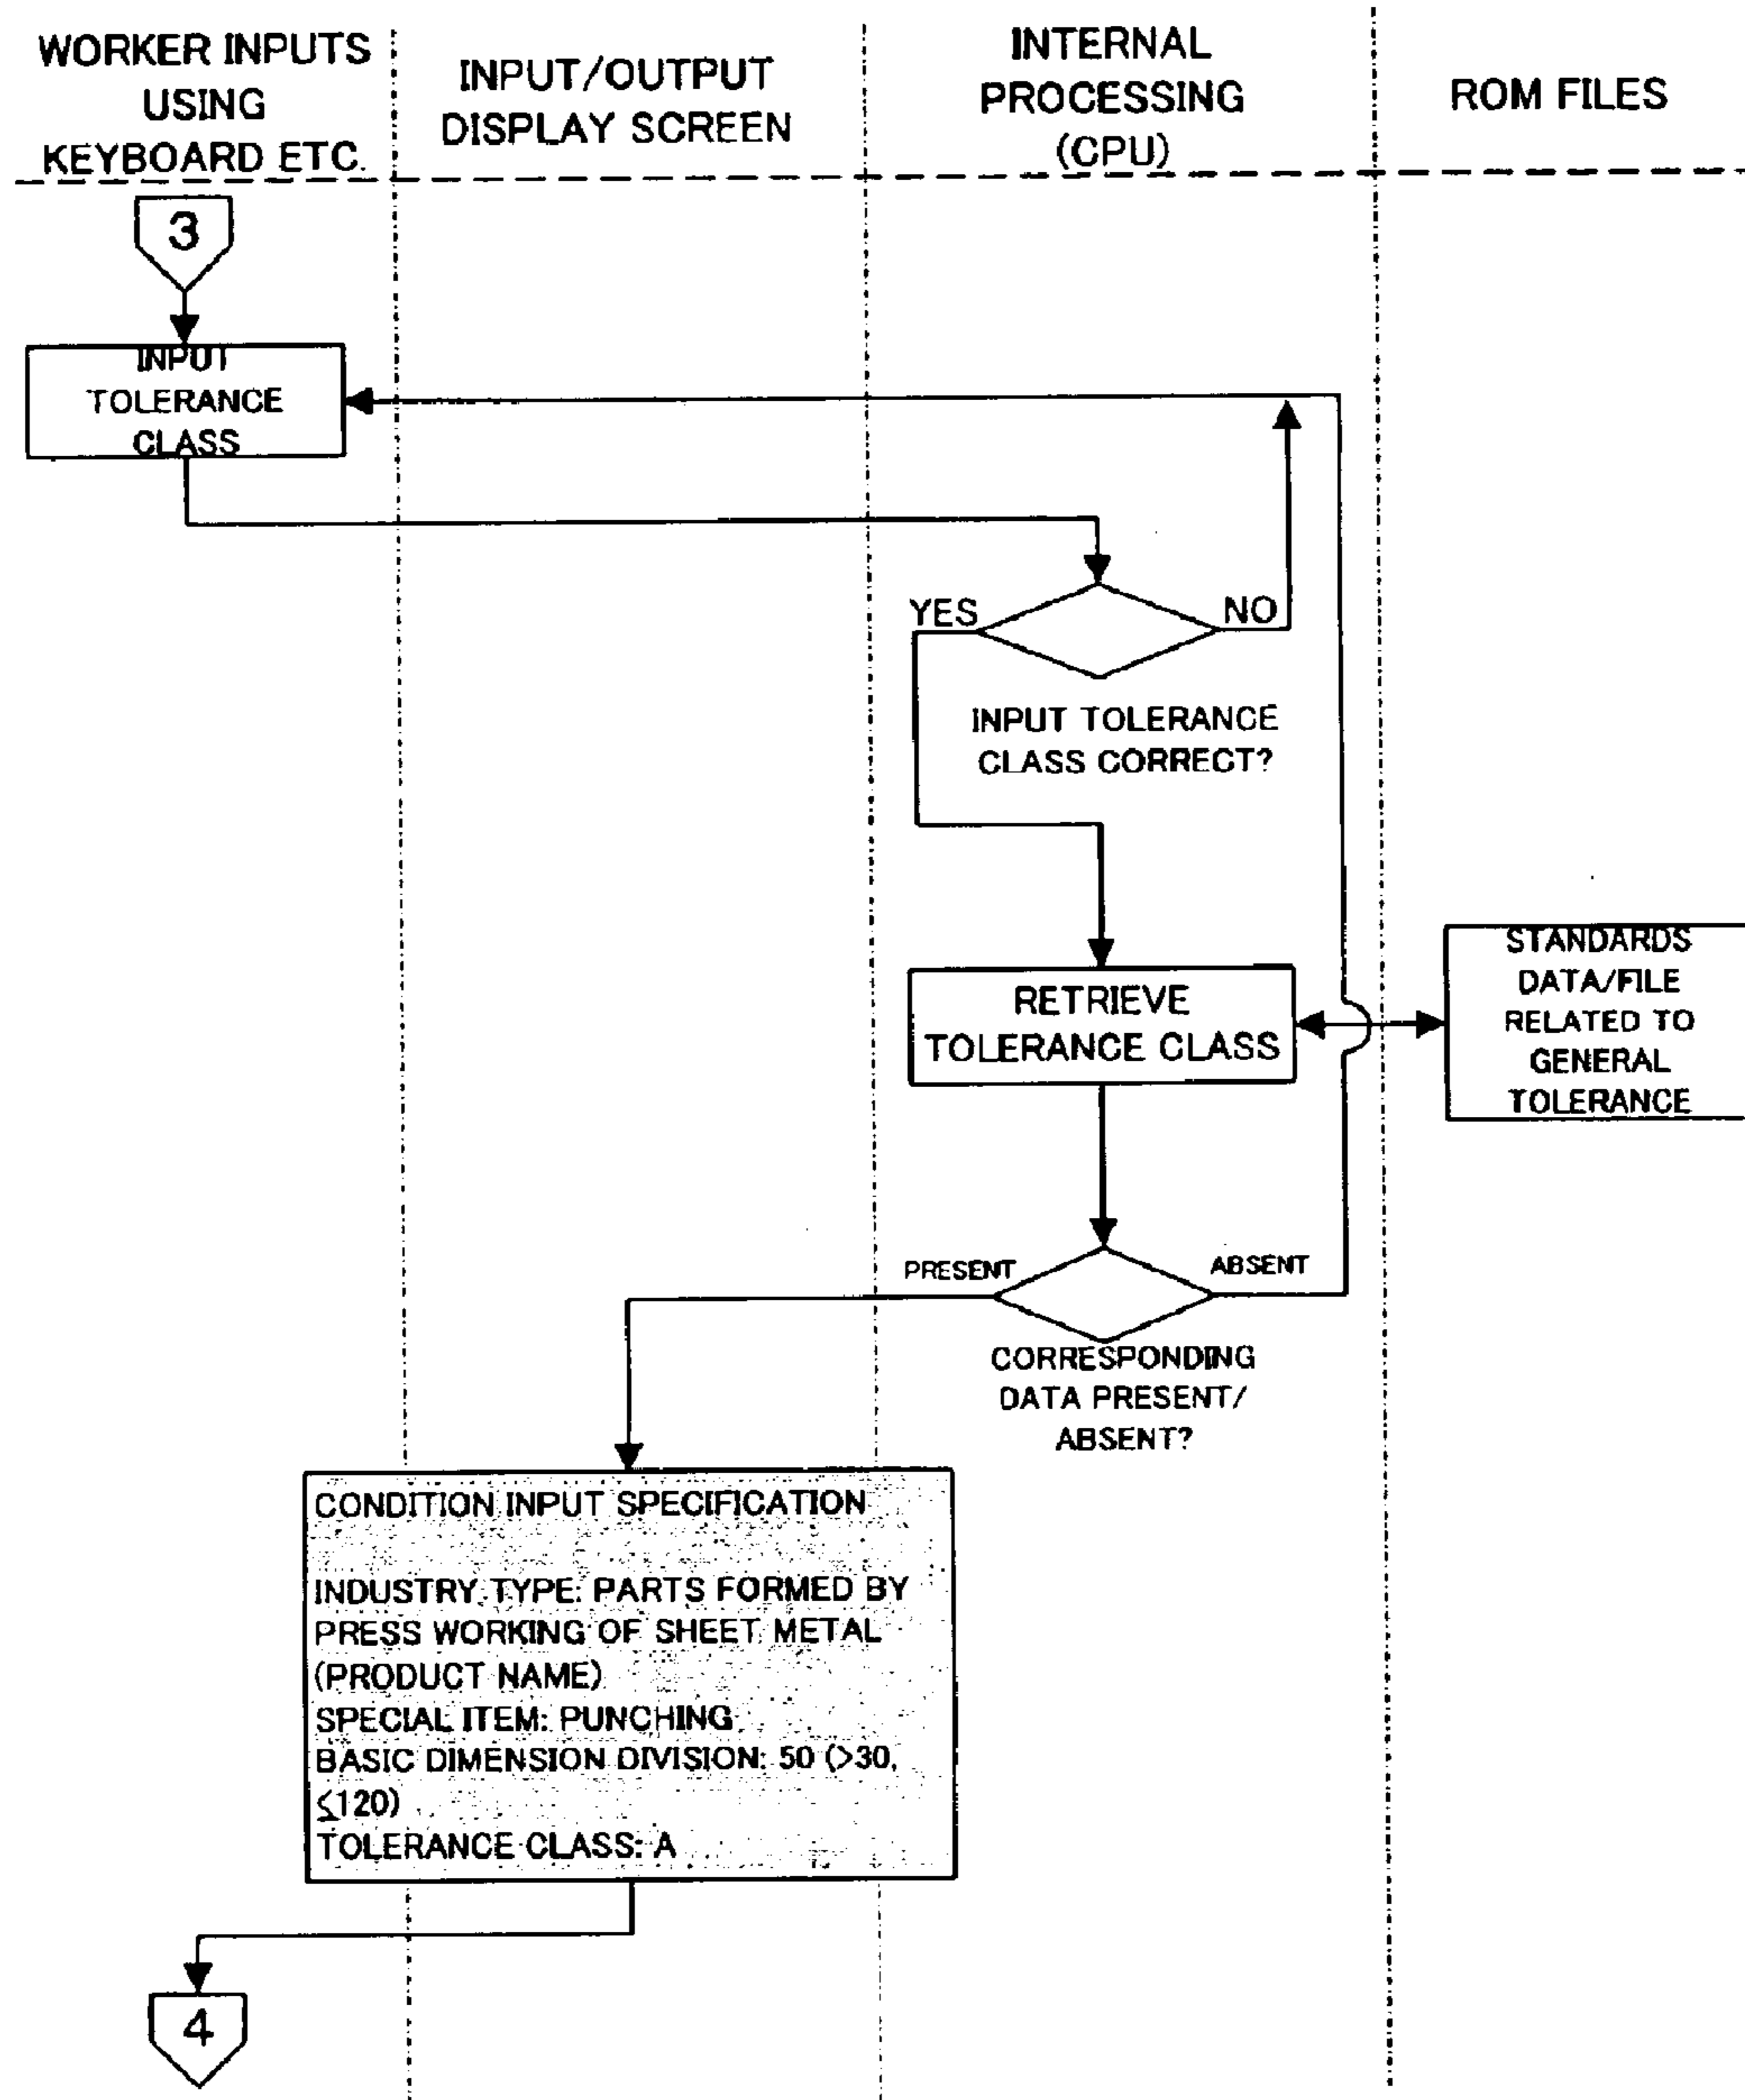 WORKER INPUTS
USING
KEYBOARD ETC.
INPUT/OUTPUT
DISPLAY SCREEN
INTERNAL
PROCESSING
(CPU)
ROM FILES
3
INPUT
TOLERANCE
CLASS
YES
NO
INPUT TOLERANCE
CLASS CORRECT?
RETRIEVE
TOLERANCE CLASS
STANDARDS
DATA/FILE
RELATED TO
GENERAL
TOLERANCE
PRESENT
ABSENT
CORRESPONDING
DATA PRESENT/
ABSENT?
CONDITION INPUT SPECIFICATION
INDUSTRY TYPE: PARTS FORMED BY
PRESS WORKING OF SHEET METAL
(PRODUCT NAME)
SPECIAL ITEM: PUNCHING
BASIC DIMENSION DIVISION: 50 (>30,
≤120)
TOLERANCE CLASS: A
4